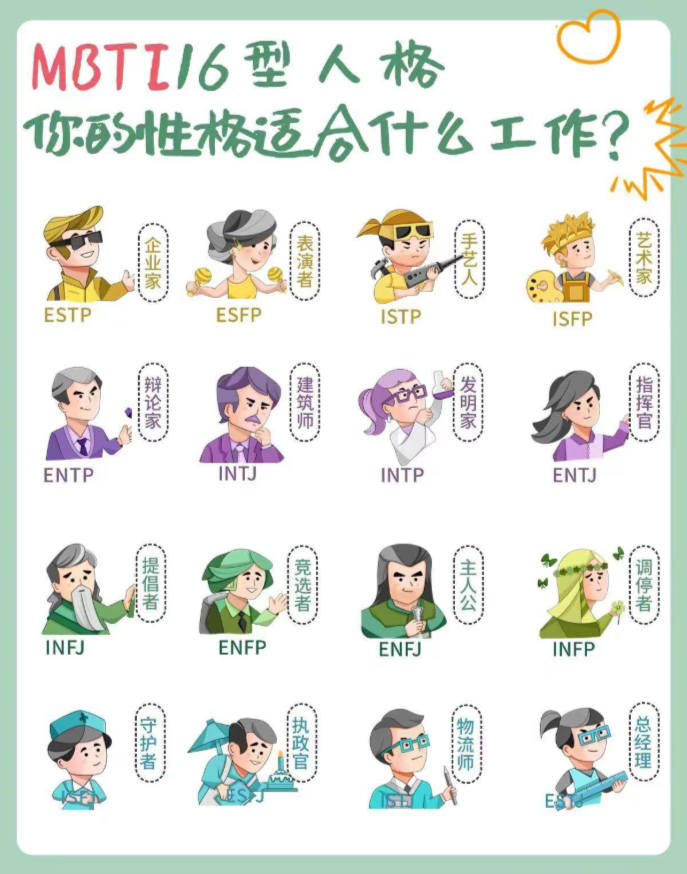 MBTI16型人格
你的性格适合什么工作?
企业家
ESTP
表演者
ESFP
手艺人
ISTP
艺术家
ISFP
辩论家
ENTP
建筑师
INTJ
发明家
INTP
指挥官
ENTJ
提倡者
INFJ
竞选者
ENFP
主人公
ENFJ
调停者
INFP
守护者
ISFJ
执政官
ESFJ
物流师
ISTJ
总经理
ESTJ